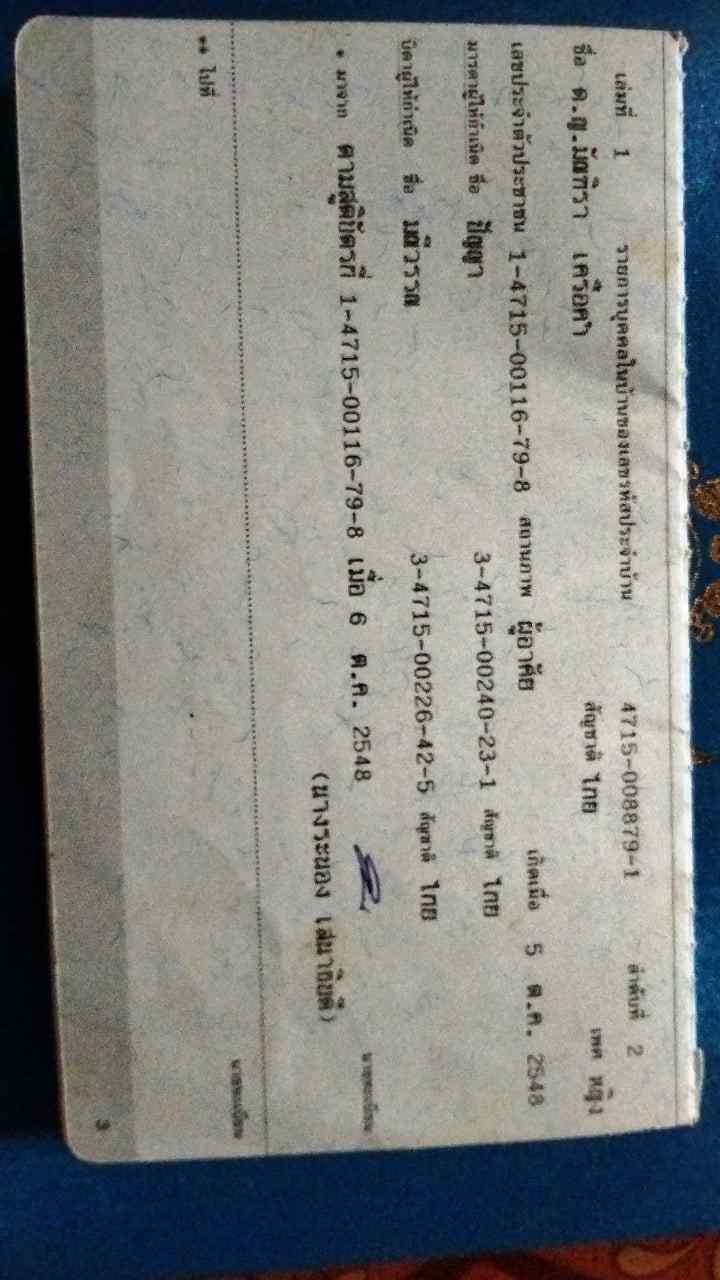 เล่มที่ 1 รายการบุคคลในบ้านของเลขรหัสประจำบ้าน 4715-008879-1 ลำดับที่ 2
ชื่อ ด.ญ.มัณฑิรา เครือคำ สัญชาติ ไทย เพศ หญิง
เลขประจำตัวประชาชน 1-4715-00116-79-8 สถานภาพ ผู้อาศัย เกิดเมื่อ 5 ต.ค. 2548
มารดาผู้ให้กำเนิด ชื่อ ปัญญา 3-4715-00240-23-1 สัญชาติ ไทย
บิดาผู้ให้กำเนิด ชื่อ มณีวรรณ 3-4715-00226-42-5 สัญชาติ ไทย
* มาจาก ตามสูติบัตรที่ 1-4715-00116-79-8 เมื่อ 6 ต.ค. 2548
(นางระบอง เสนาธิบดี) นายทะเบียน
** ไปที่
นายทะเบียน
3